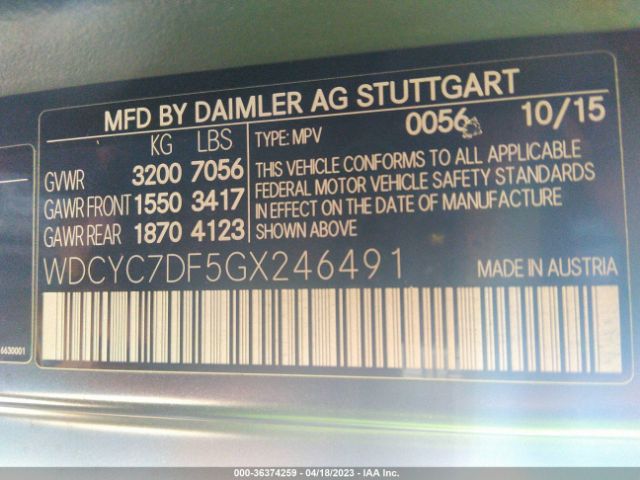 MFD BY DAIMLER AG STUTTGART
KG LBS
GVWR 3200 7056
GAWR FRONT 1550 3417
GAWR REAR 1870 4123
TYPE: MPV 0056 10/15
THIS VEHICLE CONFORMS TO ALL APPLICABLE
FEDERAL MOTOR VEHICLE SAFETY STANDARDS
IN EFFECT ON THE DATE OF MANUFACTURE
SHOWN ABOVE
WDCYC7DF5GX246491 MADE IN AUSTRIA
6630001
000-36374259 - 04/18/2023 - IAA Inc.